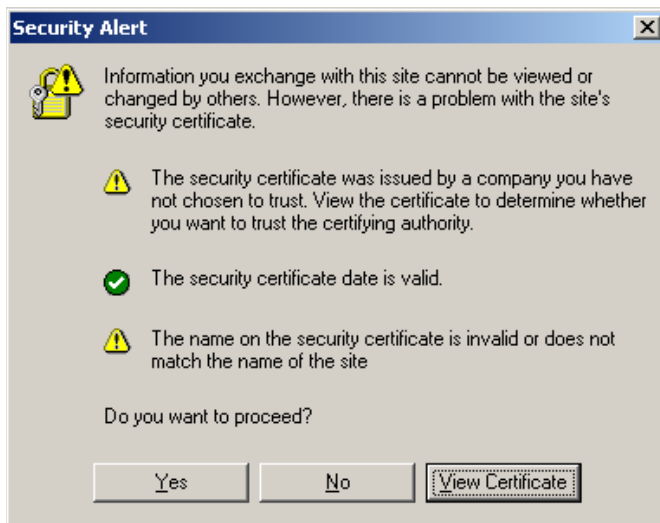 Security Alert
Information you exchange with this site cannot be viewed or
changed by others. However, there is a problem with the site's
security certificate.
The security certificate was issued by a company you have
not chosen to trust. View the certificate to determine whether
you want to trust the certifying authority.
The security certificate date is valid.
The name on the security certificate is invalid or does not
match the name of the site
Do you want to proceed?
Yes
No
View Certificate